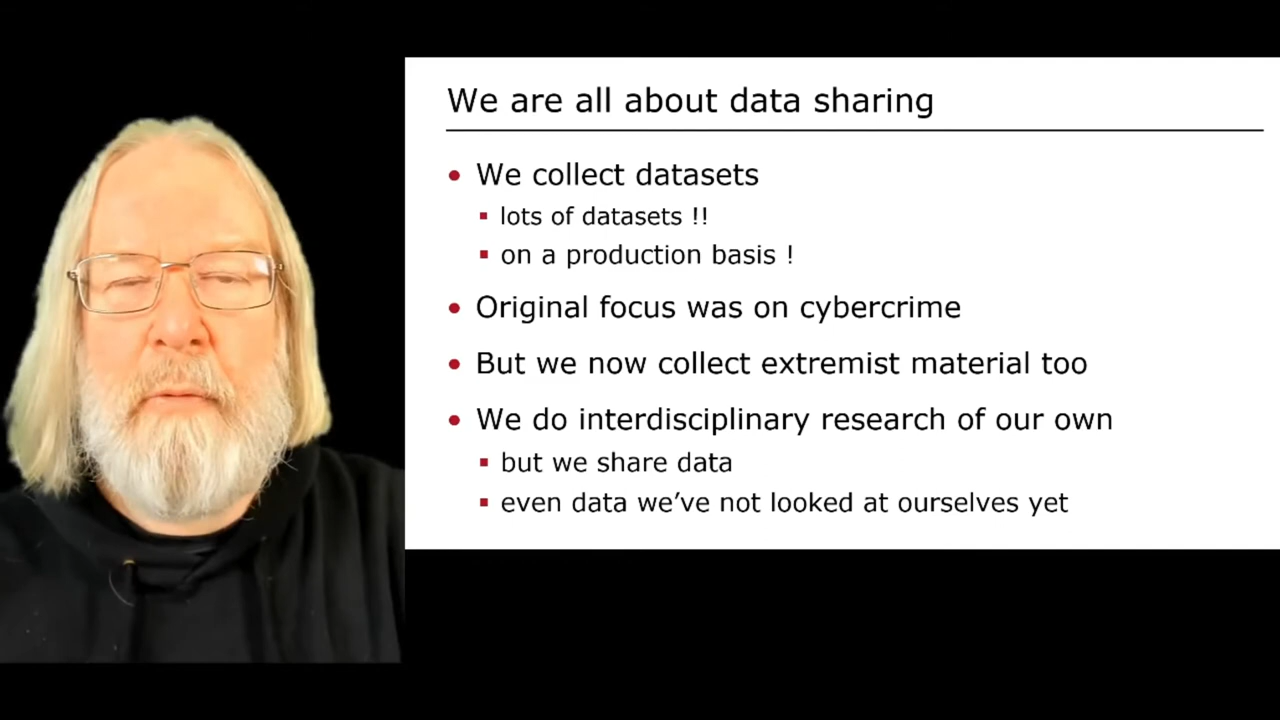 We are all about data sharing
• We collect datasets
▪ lots of datasets !!
▪ on a production basis !
• Original focus was on cybercrime
• But we now collect extremist material too
• We do interdisciplinary research of our own
▪ but we share data
▪ even data we’ve not looked at ourselves yet